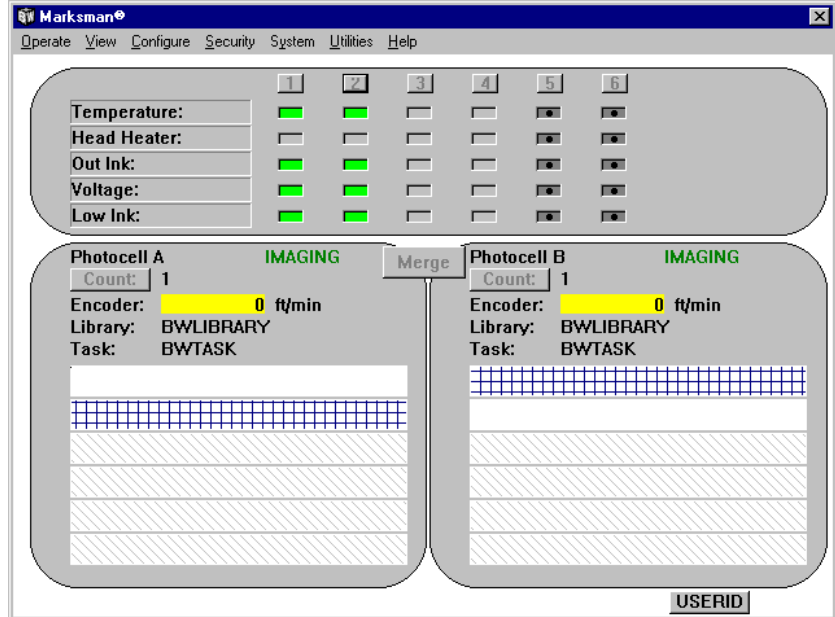 BW Marksman®
Operate View Configure Security System Utilities Help
1 2 3 4 5 6
Temperature:
Head Heater:
Out Ink:
Voltage:
Low Ink:
Photocell A IMAGING
Count: 1
Encoder: 0 ft/min
Library: BWLIBRARY
Task: BWTASK
Merge
Photocell B IMAGING
Count: 1
Encoder: 0 ft/min
Library: BWLIBRARY
Task: BWTASK
USERID